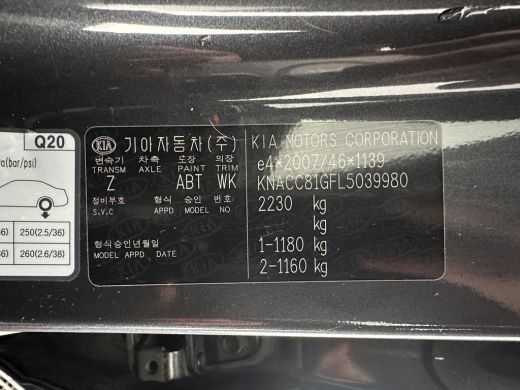 Q20
a(bar/psi)
250(2.5/36)
260(2.6/38)
KIA 기아자동차(주)
변속기 차축 도장 의장
TRANSM AXLE PAINT TRIM
Z ABT WK
정비부호 형식 승인 번호
S.V.C APPD MODEL NO
형식승인년월일
MODEL APPD DATE
KIA MOTORS CORPORATION
e4*2007/46*1139
KNACC81GFL5039980
2230 kg
kg
1-1180 kg
2-1160 kg